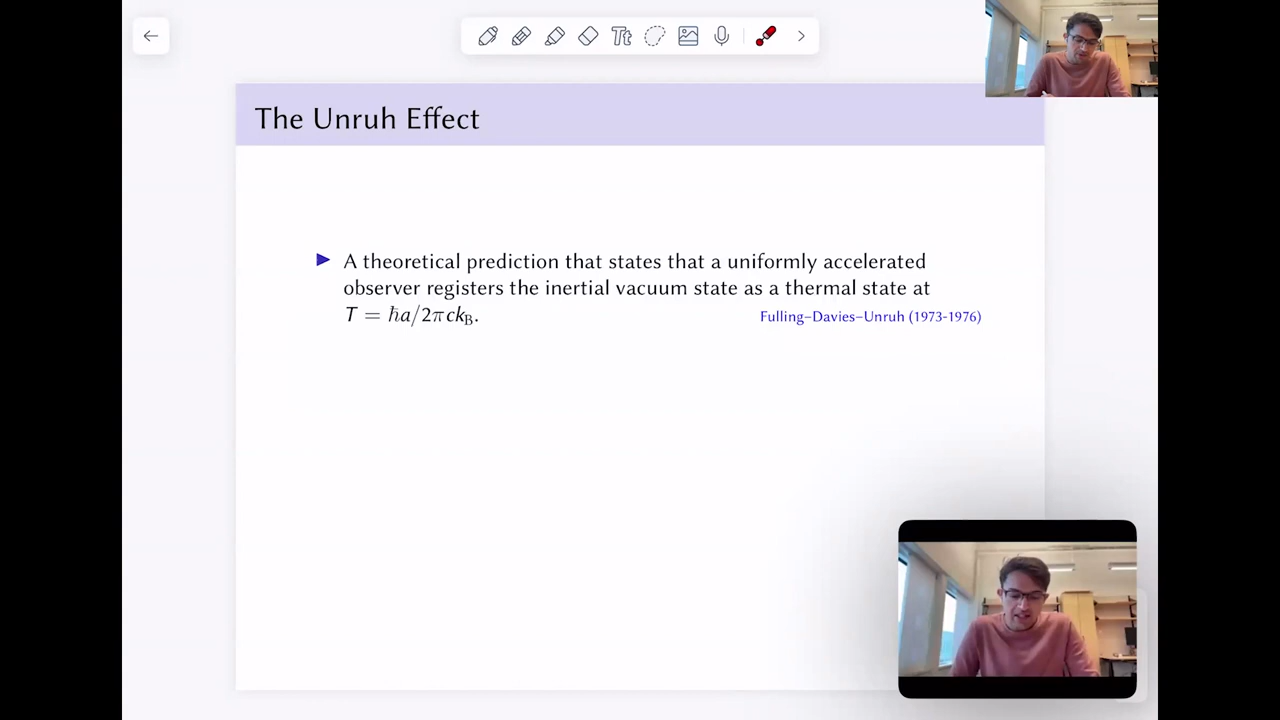 Tt
The Unruh Effect
▶ A theoretical prediction that states that a uniformly accelerated
observer registers the inertial vacuum state as a thermal state at
T = ℏa/2πck_B.
Fulling–Davies–Unruh (1973-1976)